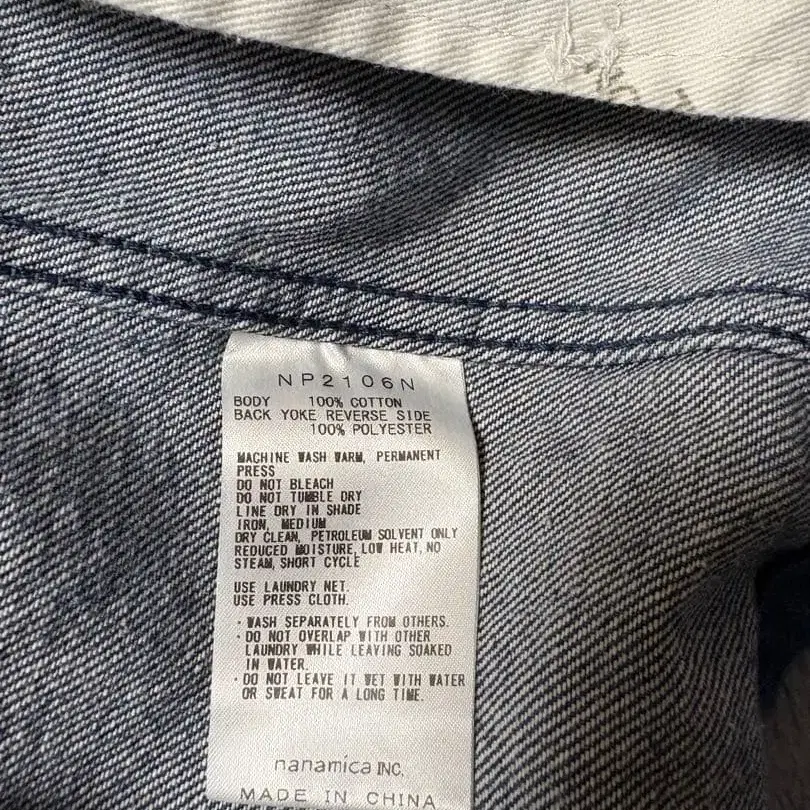 NP2106N
BODY 100% COTTON
BACK YOKE REVERSE SIDE
100% POLYESTER
MACHINE WASH WARM, PERMANENT
PRESS
DO NOT BLEACH
DO NOT TUMBLE DRY
LINE DRY IN SHADE
IRON, MEDIUM
DRY CLEAN, PETROLEUM SOLVENT ONLY
REDUCED MOISTURE, LOW HEAT, NO
STEAM, SHORT CYCLE
USE LAUNDRY NET.
USE PRESS CLOTH.
・WASH SEPARATELY FROM OTHERS.
・DO NOT OVERLAP WITH OTHER
LAUNDRY WHILE LEAVING SOAKED
IN WATER.
・DO NOT LEAVE IT WET WITH WATER
OR SWEAT FOR A LONG TIME.
nanamica INC.
MADE IN CHINA